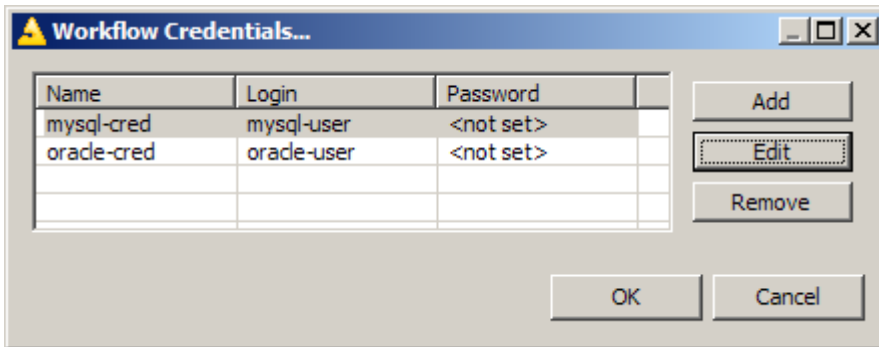 Workflow Credentials...
Name Login Password
mysql-cred mysql-user <not set>
oracle-cred oracle-user <not set>
Add
Edit
Remove
OK Cancel